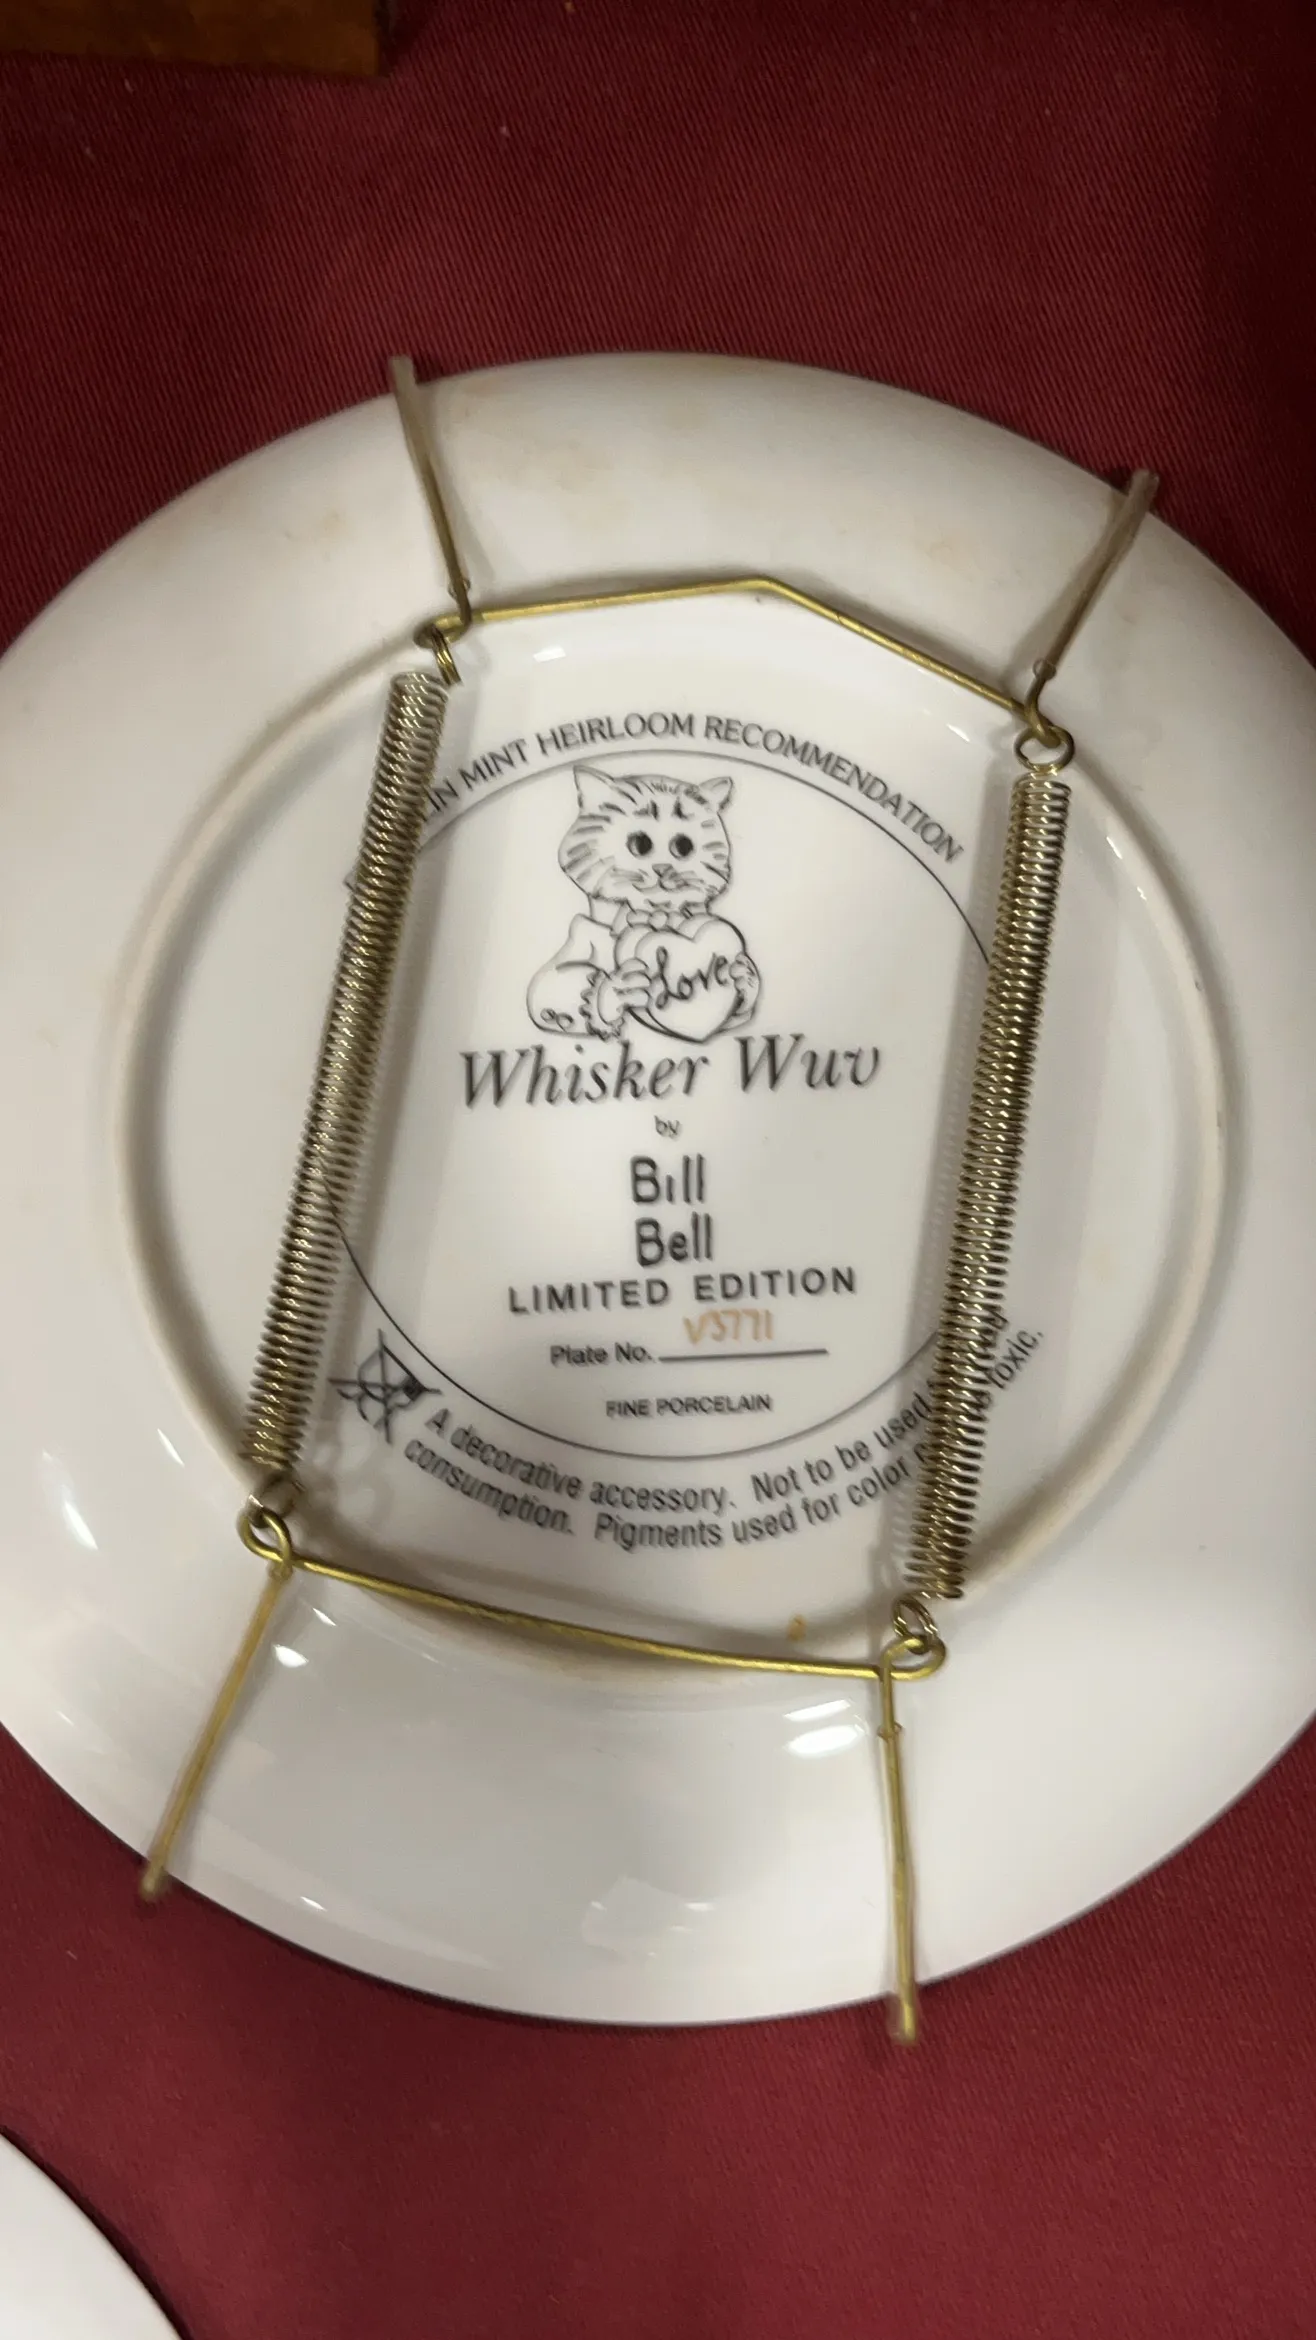 IN MINT HEIRLOOM RECOMMENDATION
Love
Whisker Wuv
by
Bill
Bell
LIMITED EDITION
Plate No. V3771
FINE PORCELAIN
A decorative accessory. Not to be used
consumption. Pigments used for color toxic.